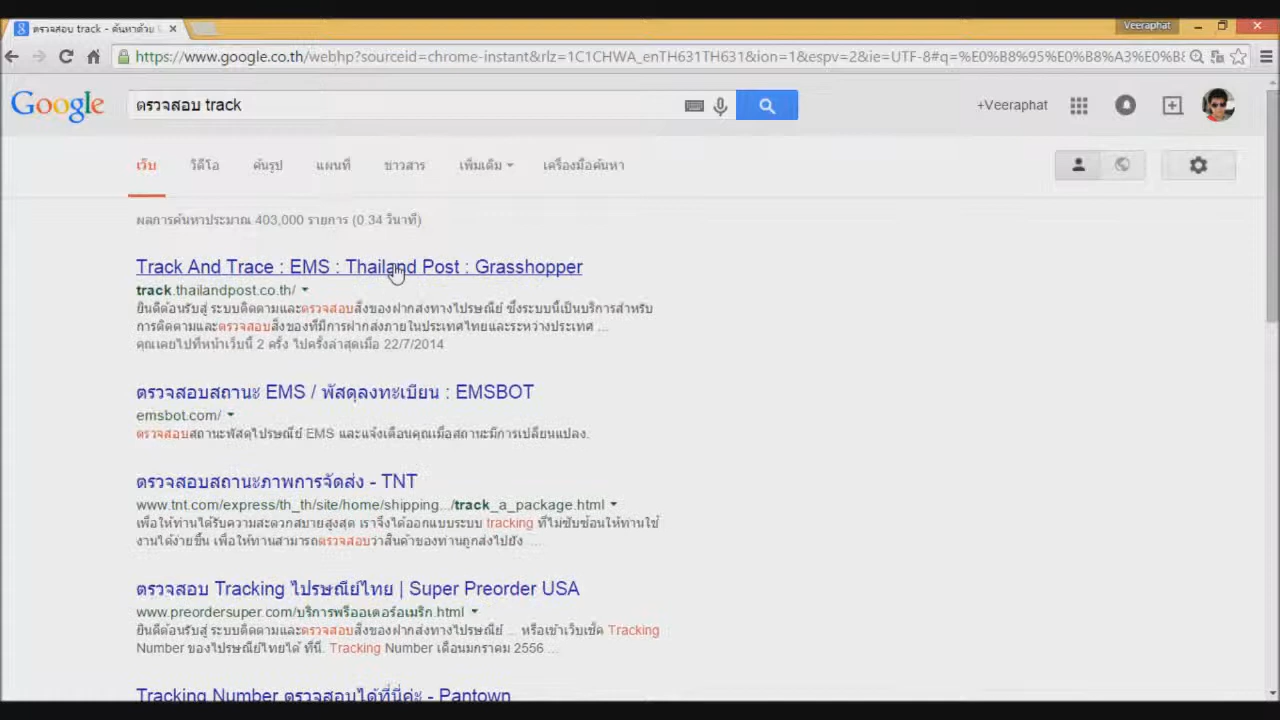 ตรวจสอบ track - ค้นหาด้วย
Veeraphat
https://www.google.co.th/webhp?sourceid=chrome-instant&rlz=1C1CHWA_enTH631TH631&ion=1&espv=2&ie=UTF-8#q=%E0%B8%95%E0%B8%A3%E0%B8
Google
ตรวจสอบ track
+Veeraphat
เว็บ วิดีโอ ค้นรูป แผนที่ ข่าวสาร เพิ่มเติม เครื่องมือค้นหา
ผลการค้นหาประมาณ 403,000 รายการ (0.34 วินาที)
Track And Trace : EMS : Thailand Post : Grasshopper
track.thailandpost.co.th/
ยินดีต้อนรับสู่ ระบบติดตามและตรวจสอบสิ่งของฝากส่งทางไปรษณีย์ ซึ่งระบบนี้เป็นบริการสำหรับ
การติดตามและตรวจสอบสิ่งของที่มีการฝากส่งภายในประเทศไทยและระหว่างประเทศ ...
คุณเคยไปที่หน้าเว็บนี้ 2 ครั้ง ไปครั้งล่าสุดเมื่อ 22/7/2014
ตรวจสอบสถานะ EMS / พัสดุลงทะเบียน : EMSBOT
emsbot.com/
ตรวจสอบสถานะพัสดุไปรษณีย์ EMS และแจ้งเตือนคุณเมื่อสถานะมีการเปลี่ยนแปลง.
ตรวจสอบสถานะภาพการจัดส่ง - TNT
www.tnt.com/express/th_th/site/home/shipping.../track_a_package.html
เพื่อให้ท่านได้รับความสะดวกสบายสูงสุด เราจึงได้ออกแบบระบบ tracking ที่ไม่ซับซ้อนให้ท่านใช้
งานได้ง่ายขึ้น เพื่อให้ท่านสามารถตรวจสอบว่าสินค้าของท่านถูกส่งไปยัง ...
ตรวจสอบ Tracking ไปรษณีย์ไทย | Super Preorder USA
www.preordersuper.com/บริการพรีออเตอร์อเมริก.html
ยินดีต้อนรับสู่ ระบบติดตามและตรวจสอบสิ่งของฝากส่งทางไปรษณีย์ ... หรือเข้าเว็บเช็ค Tracking
Number ของไปรษณีย์ไทยได้ ที่นี่. Tracking Number เดือนมกราคม 2556 ...
Tracking Number ตรวจสอบได้ที่นี่ค่ะ - Pantown